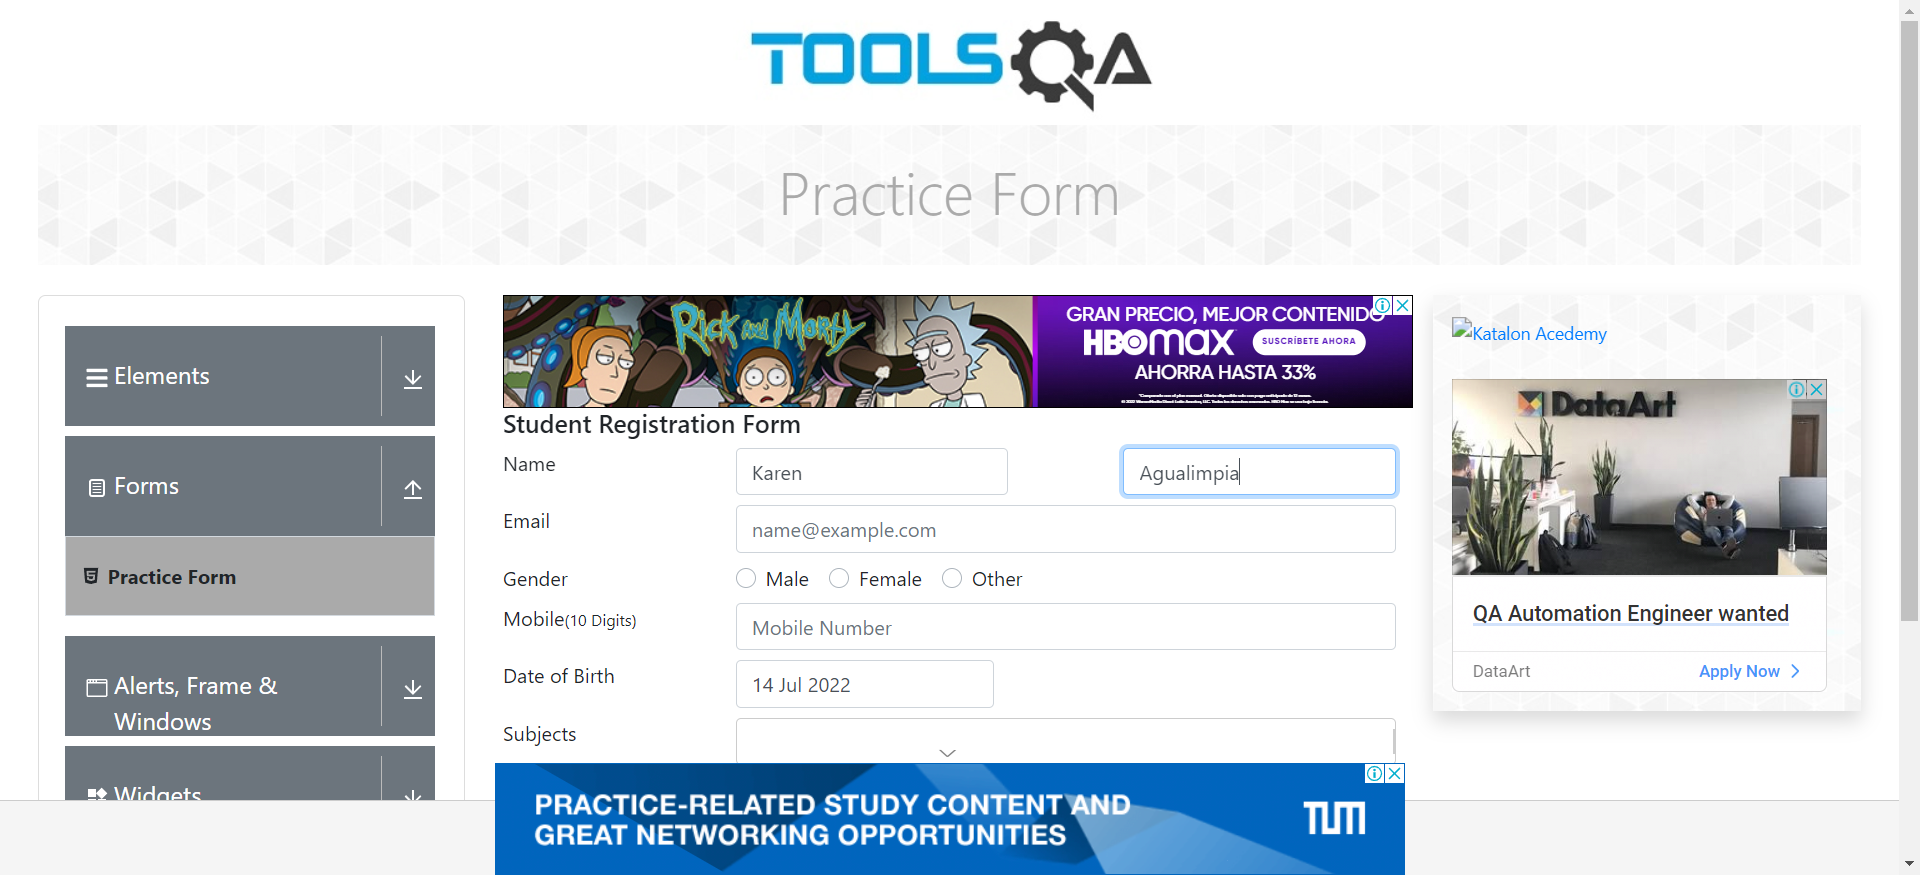 TOOLSQA
Practice Form
Elements
Forms
Practice Form
Alerts, Frame &
Windows
Widgets
Rick and Morty
GRAN PRECIO, MEJOR CONTENIDO
HBOMAX
SUSCRÍBETE AHORA
AHORRA HASTA 33%
Student Registration Form
Name
Karen
Agualimpia
Email
name@example.com
Gender
Male
Female
Other
Mobile(10 Digits)
Mobile Number
Date of Birth
14 Jul 2022
Subjects
PRACTICE-RELATED STUDY CONTENT AND
GREAT NETWORKING OPPORTUNITIES
TUM
Katalon Acedemy
DataArt
QA Automation Engineer wanted
DataArt
Apply Now